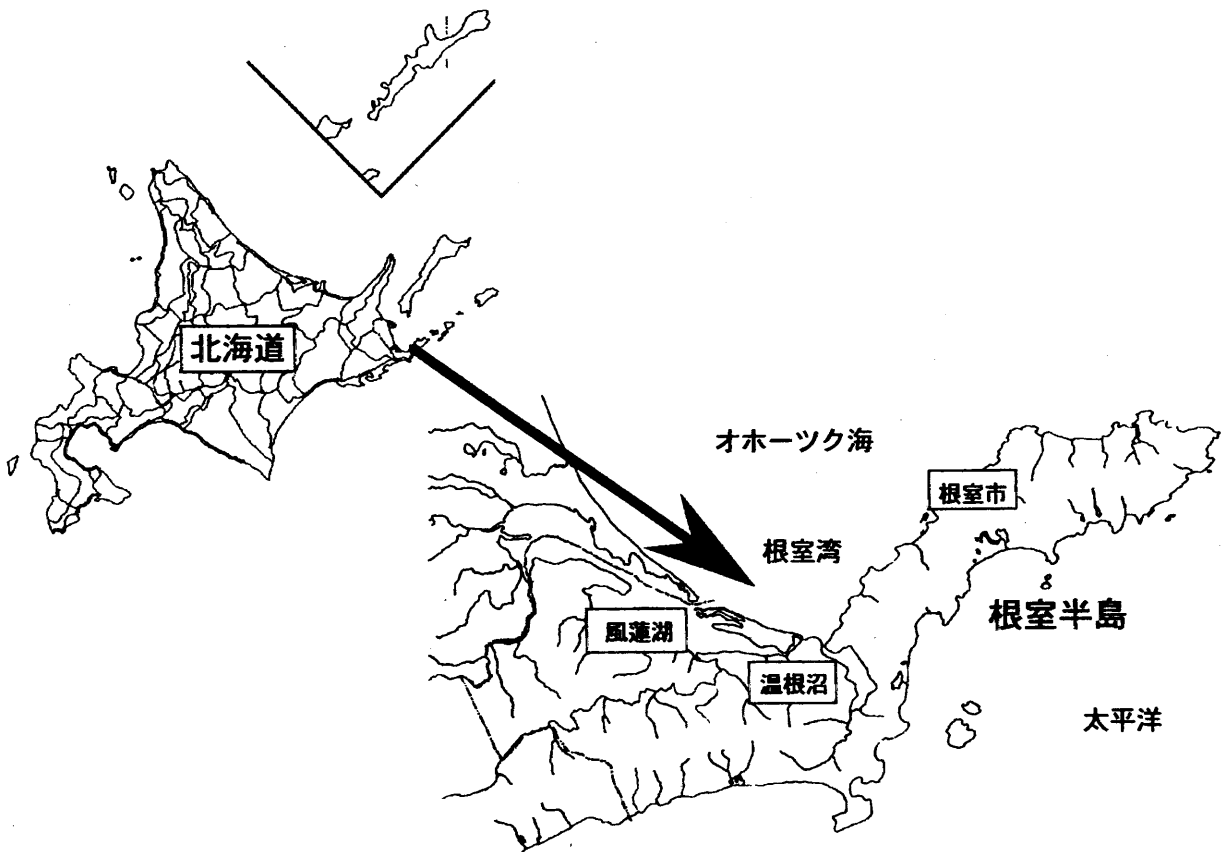 北海道
オホーツク海
根室市
根室湾
根室半島
風蓮湖
温根沼
太平洋